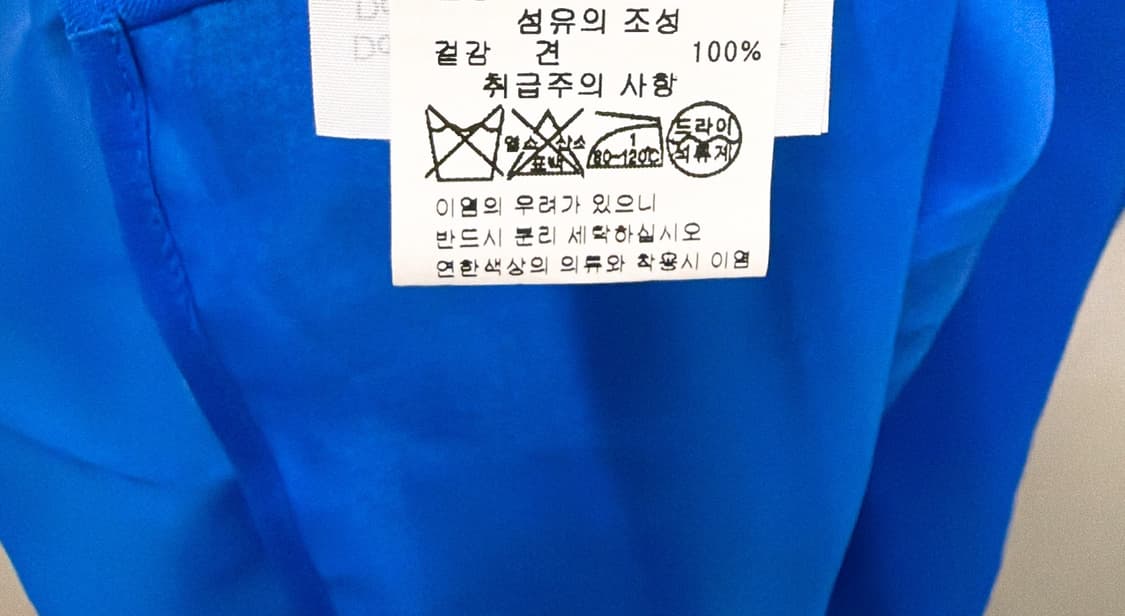 섬유의 조성
겉감 견 100%
취급주의 사항
염소 산소
표백
1
80~120℃
드라이
석유제
이염의 우려가 있으니
반드시 분리 세탁하십시오
연한색상의 의류와 착용시 이염